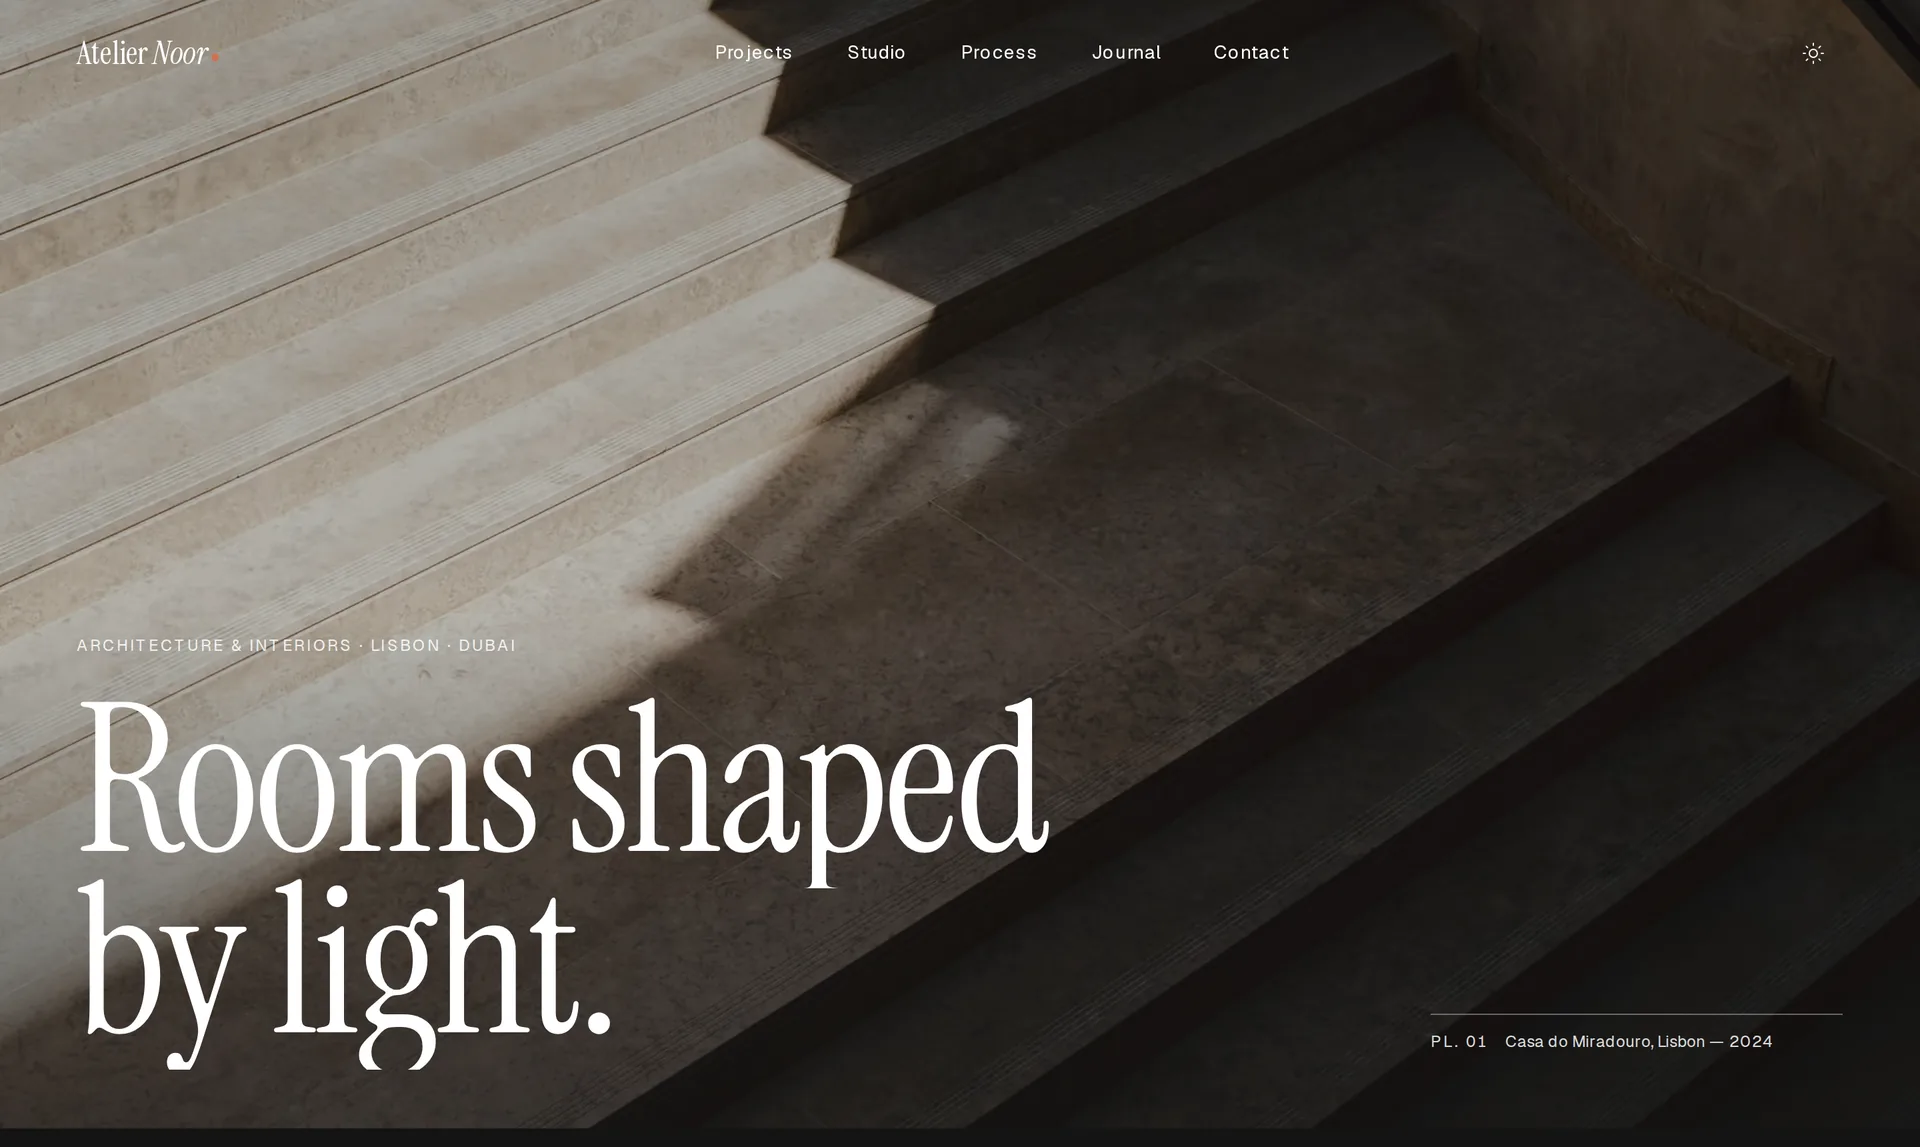 Atelier Noor
Projects
Studio
Process
Journal
Contact
ARCHITECTURE & INTERIORS · LISBON · DUBAI
Rooms shaped
by light.
PL. 01 Casa do Miradouro, Lisbon — 2024